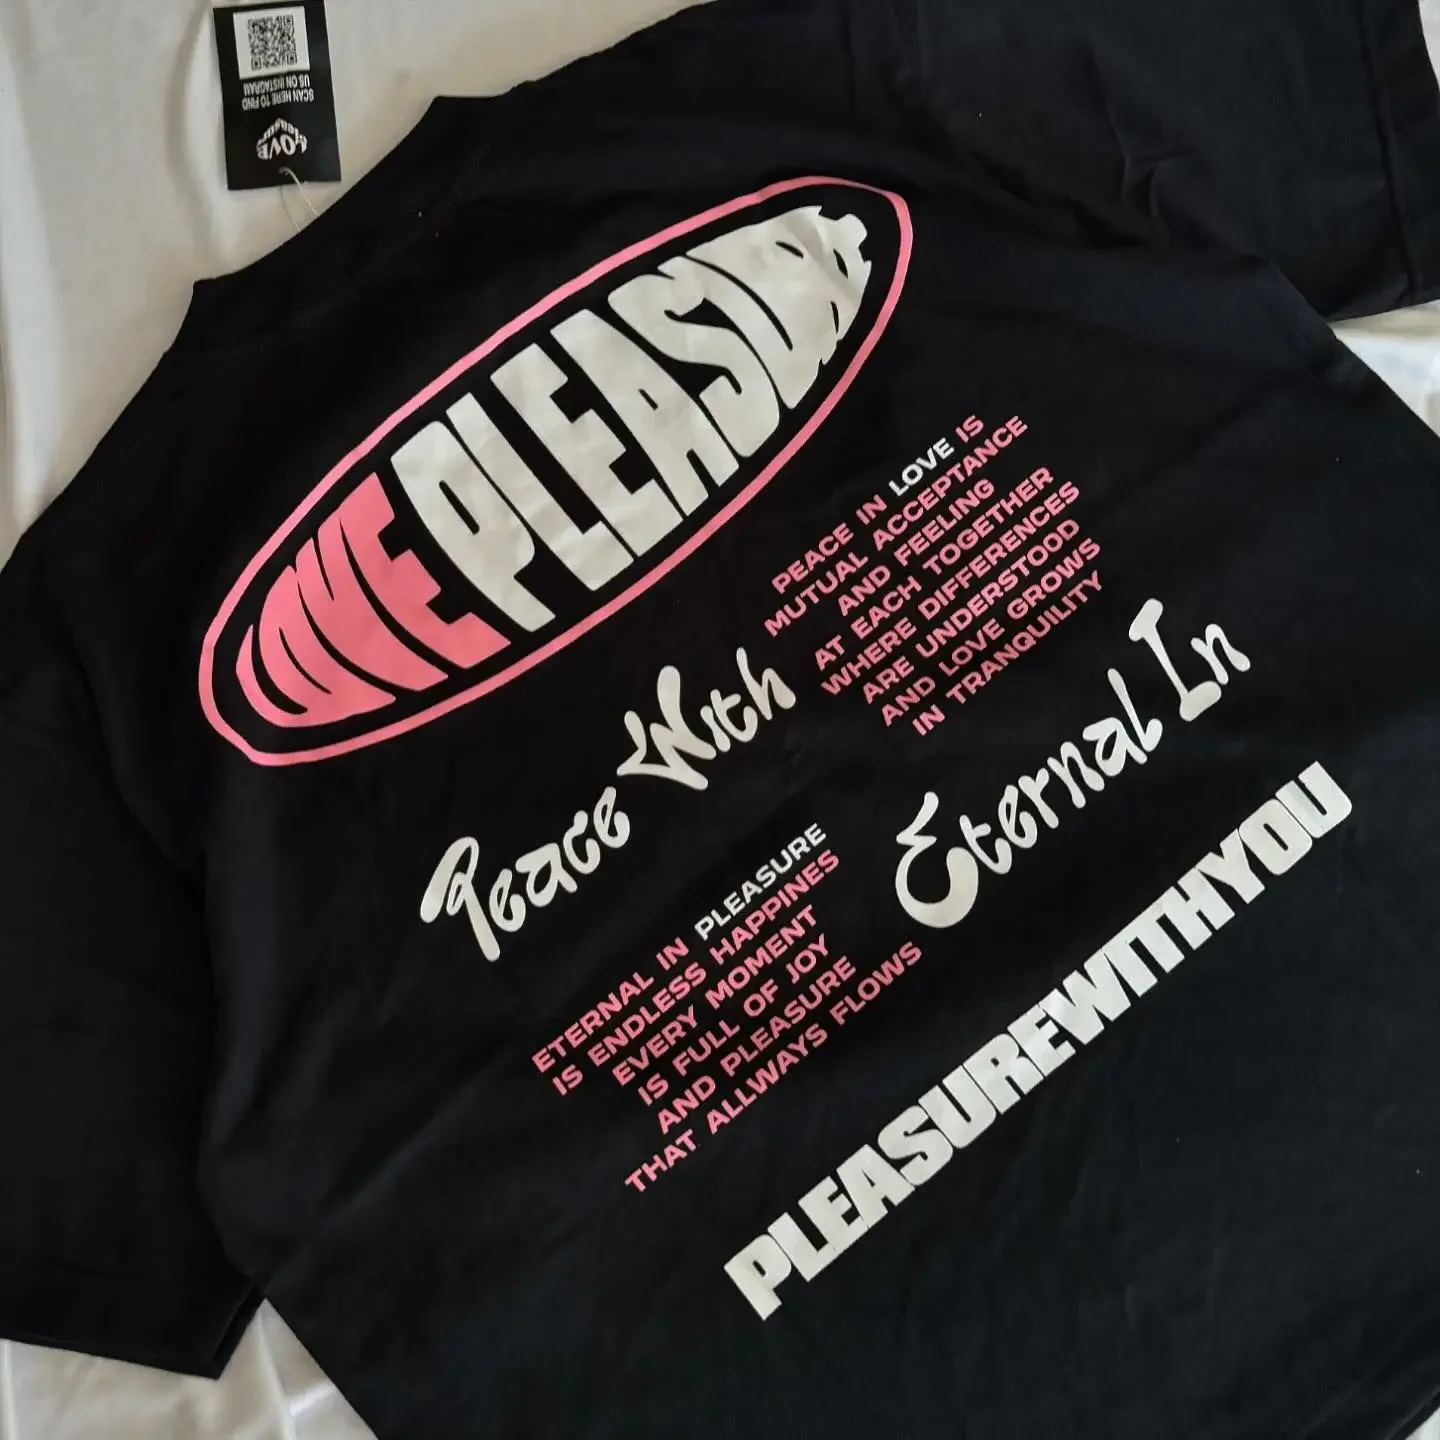 SCAN HERE TO FIND
US ON INSTAGRAM
LOVE
Pleasure
LOVE PLEASURE
PEACE IN LOVE IS
MUTUAL ACCEPTANCE
AND FEELING
AT EACH TOGETHER
WHERE DIFFERENCES
ARE UNDERSTOOD
AND LOVE GROWS
IN TRANQUILITY
Peace With
Eternal In
ETERNAL IN PLEASURE
IS ENDLESS HAPPINES
EVERY MOMENT
IS FULL OF JOY
AND PLEASURE
THAT ALLWAYS FLOWS
PLEASUREWITHYOU